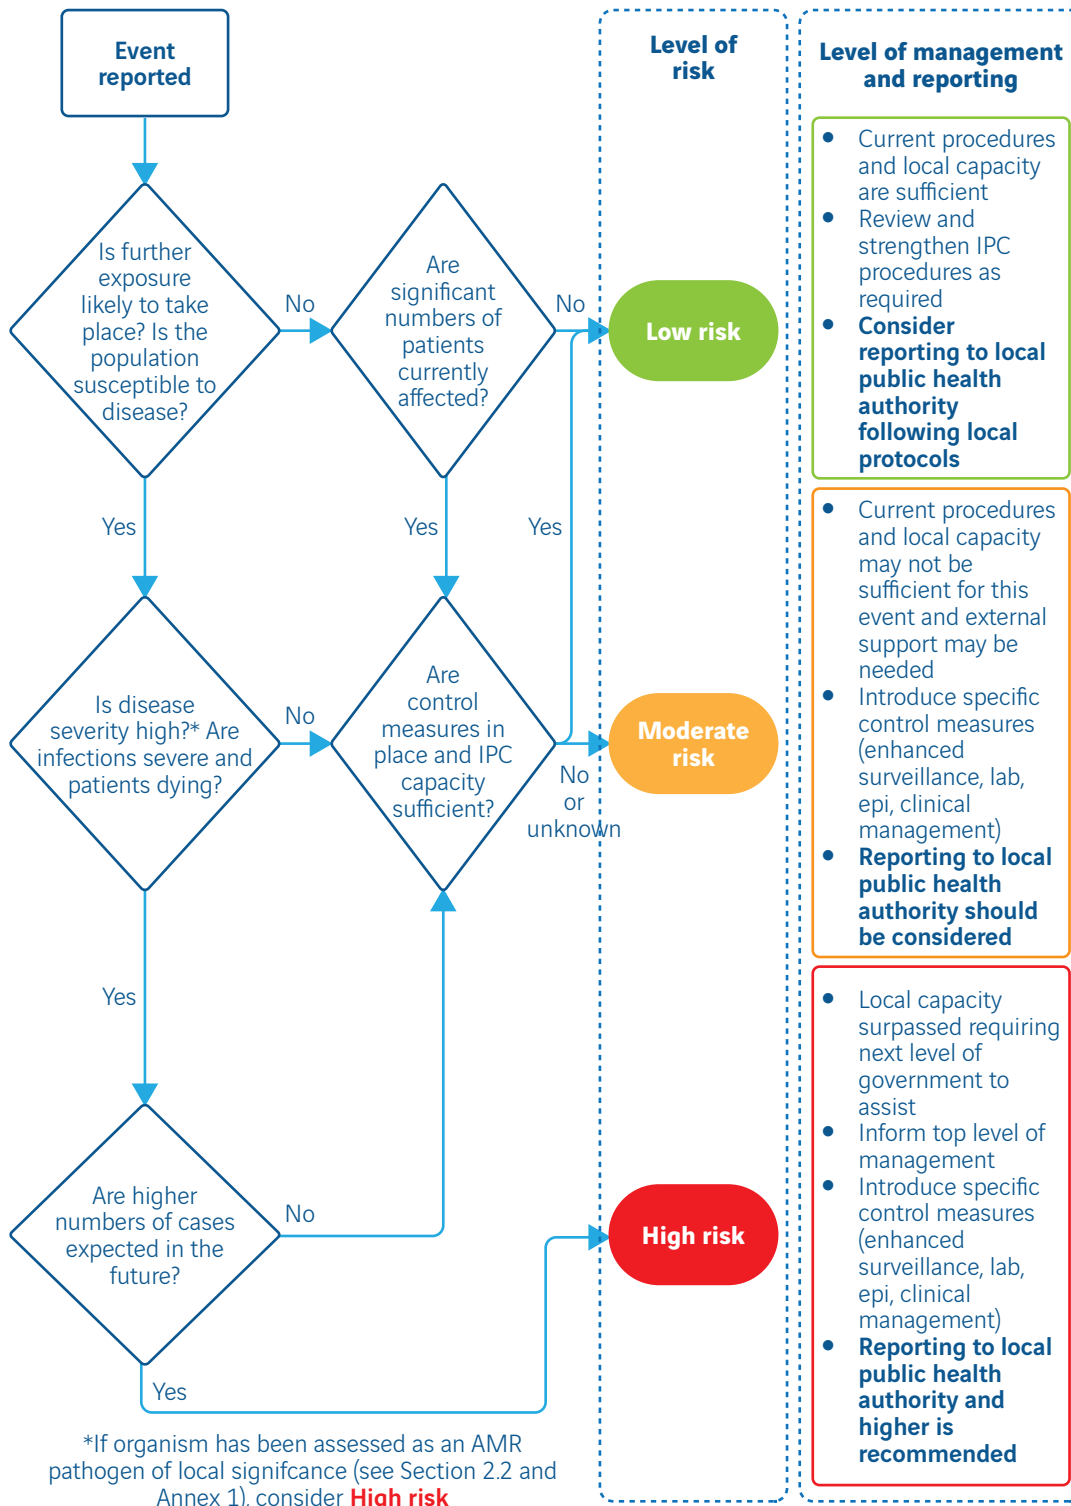 Event
reported
Level of
risk
Level of management
and reporting
Is further
exposure
likely to take
place? Is the
population
susceptible to
disease?
No
Yes
Are
significant
numbers of
patients
currently
affected?
No
Yes
Low risk
• Current procedures
and local capacity
are sufficient
• Review and
strengthen IPC
procedures as
required
• Consider
reporting to local
public health
authority
following local
protocols
Is disease
severity high?* Are
infections severe and
patients dying?
No
Yes
Are
control
measures in
place and IPC
capacity
sufficient?
Yes
No
or
unknown
Moderate
risk
• Current procedures
and local capacity
may not be
sufficient for this
event and external
support may be
needed
• Introduce specific
control measures
(enhanced
surveillance, lab,
epi, clinical
management)
• Reporting to local
public health
authority should
be considered
Are higher
numbers of cases
expected in the
future?
No
Yes
High risk
• Local capacity
surpassed requiring
next level of
government to
assist
• Inform top level of
management
• Introduce specific
control measures
(enhanced
surveillance, lab,
epi, clinical
management)
• Reporting to local
public health
authority and
higher is
recommended
*If organism has been assessed as an AMR
pathogen of local signifcance (see Section 2.2 and
Annex 1), consider High risk